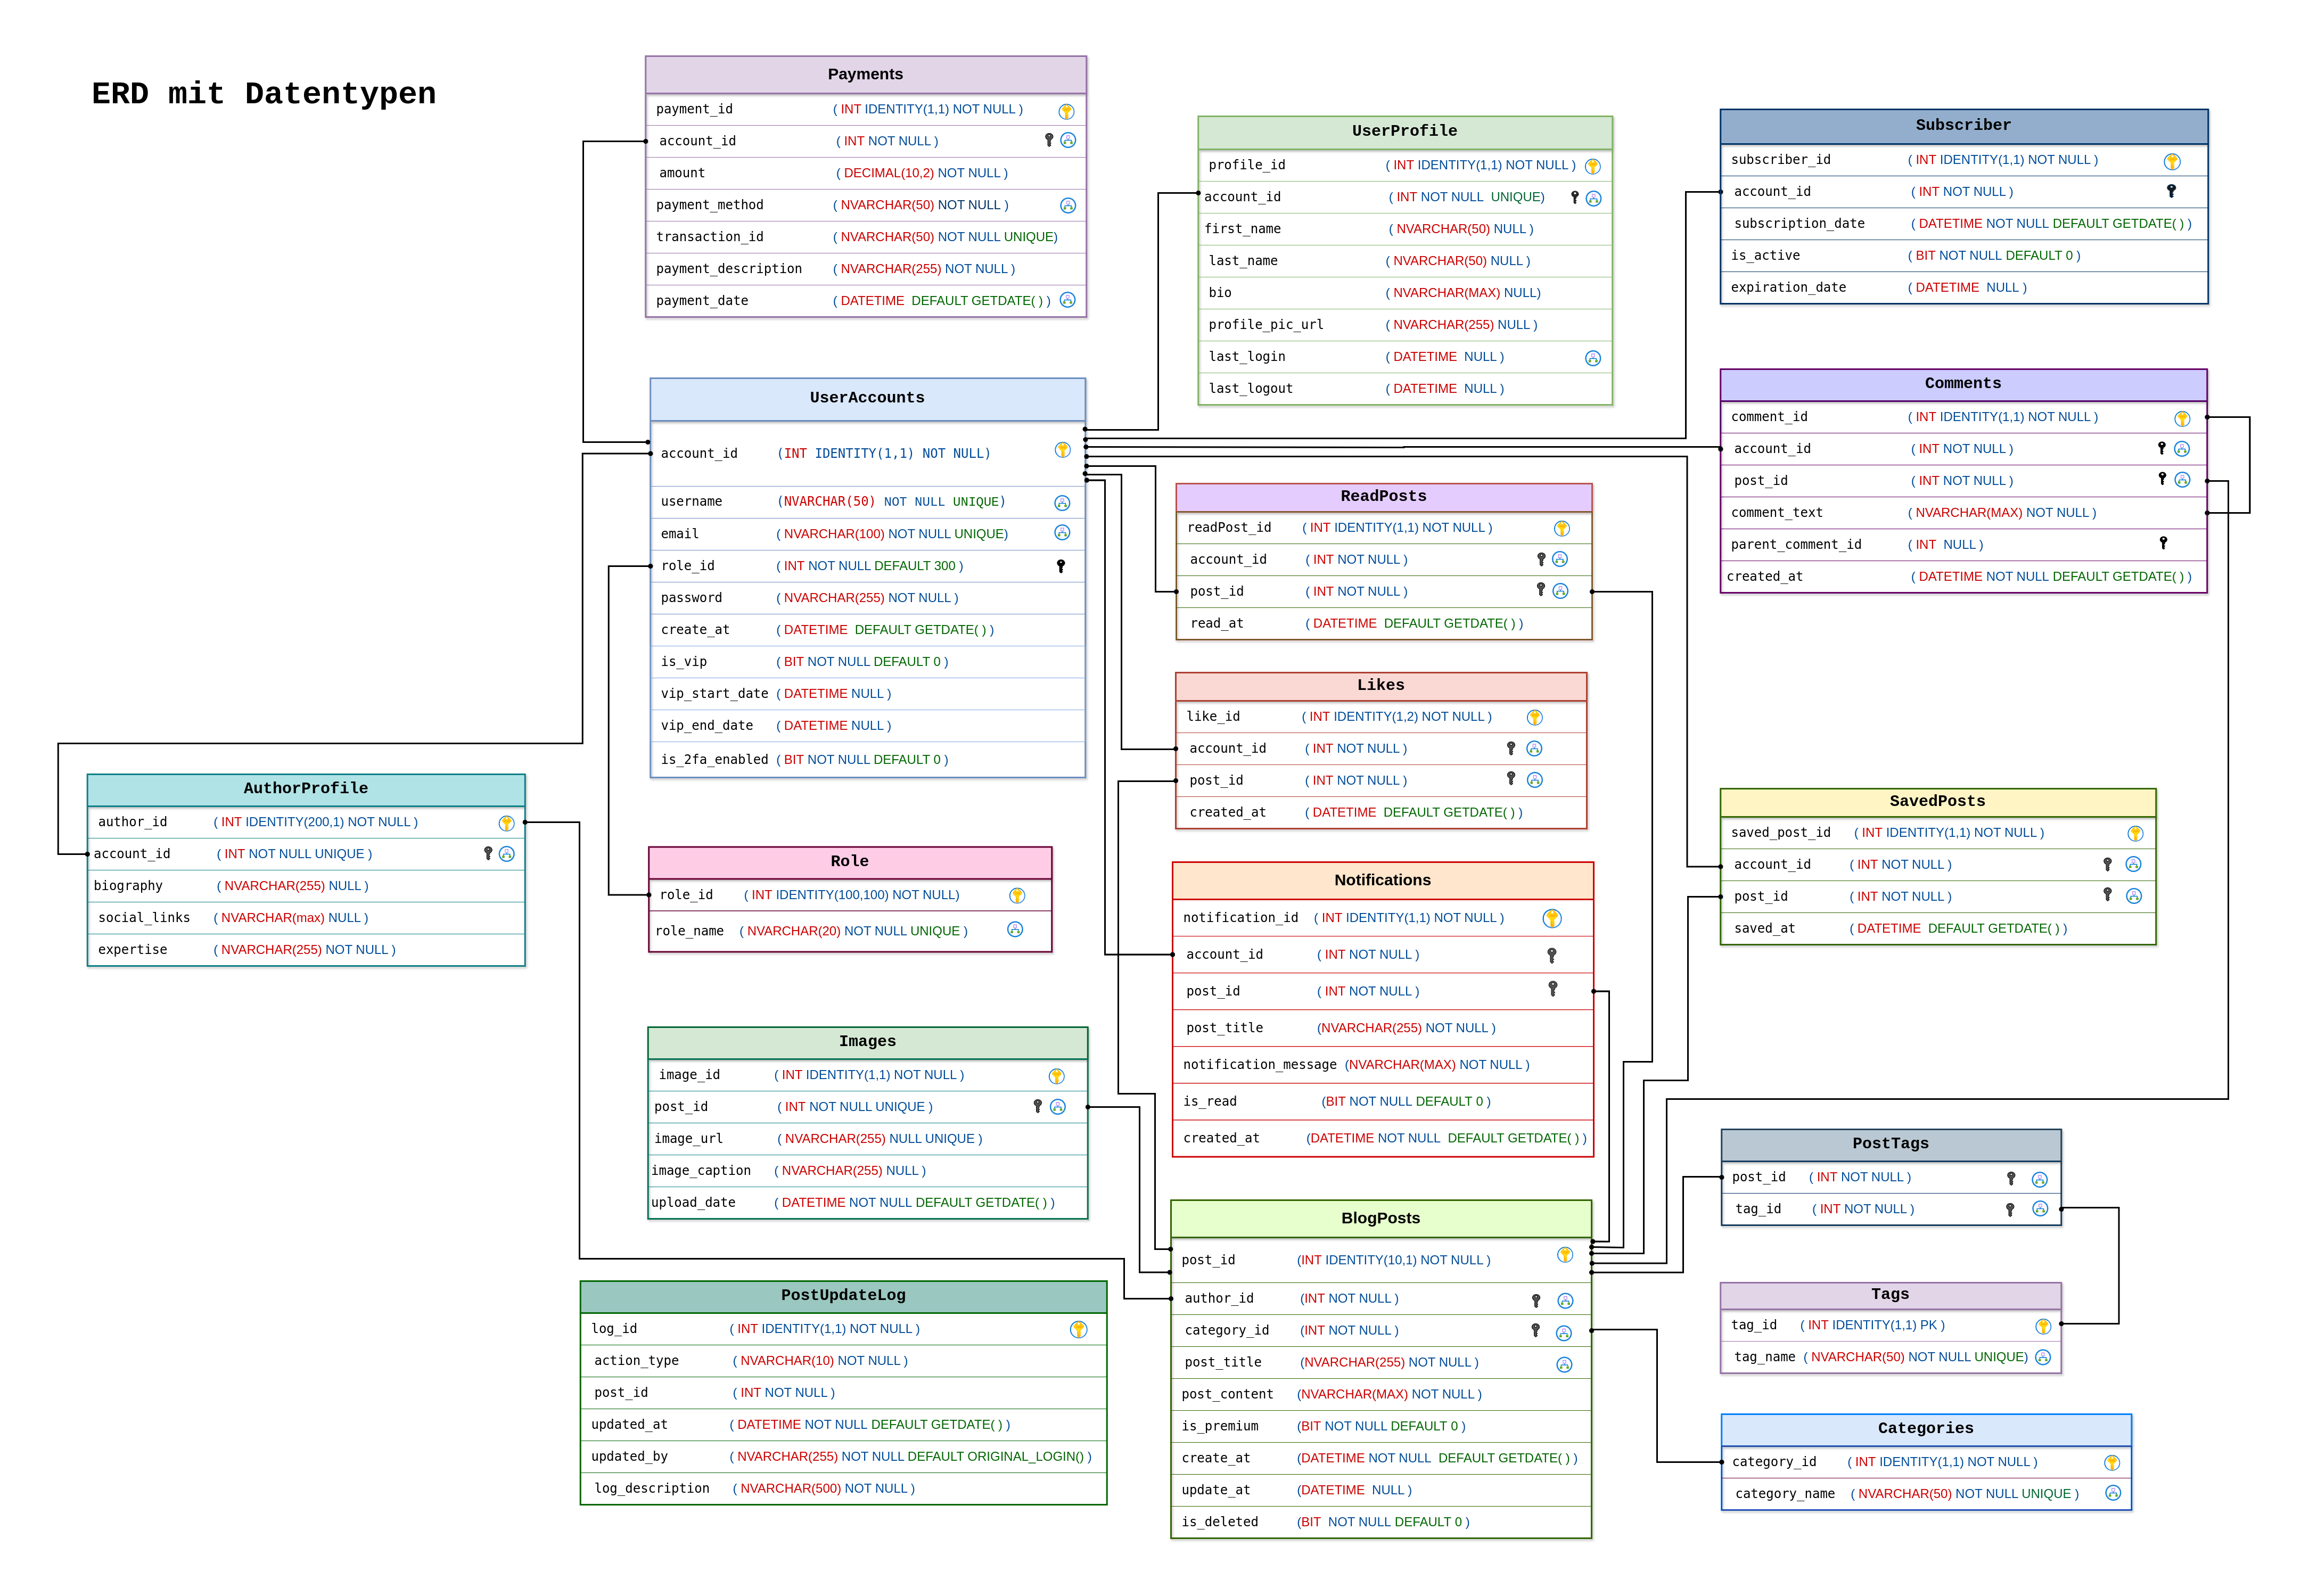 ERD mit Datentypen
Payments
payment_id ( INT IDENTITY(1,1) NOT NULL )
account_id ( INT NOT NULL )
amount ( DECIMAL(10,2) NOT NULL )
payment_method ( NVARCHAR(50) NOT NULL )
transaction_id ( NVARCHAR(50) NOT NULL UNIQUE)
payment_description ( NVARCHAR(255) NOT NULL )
payment_date ( DATETIME DEFAULT GETDATE( ) )
UserProfile
profile_id ( INT IDENTITY(1,1) NOT NULL )
account_id ( INT NOT NULL UNIQUE)
first_name ( NVARCHAR(50) NULL )
last_name ( NVARCHAR(50) NULL )
bio ( NVARCHAR(MAX) NULL)
profile_pic_url ( NVARCHAR(255) NULL )
last_login ( DATETIME NULL )
last_logout ( DATETIME NULL )
Subscriber
subscriber_id ( INT IDENTITY(1,1) NOT NULL )
account_id ( INT NOT NULL )
subscription_date ( DATETIME NOT NULL DEFAULT GETDATE( ) )
is_active ( BIT NOT NULL DEFAULT 0 )
expiration_date ( DATETIME NULL )
UserAccounts
account_id (INT IDENTITY(1,1) NOT NULL)
username (NVARCHAR(50) NOT NULL UNIQUE)
email ( NVARCHAR(100) NOT NULL UNIQUE)
role_id ( INT NOT NULL DEFAULT 300 )
password ( NVARCHAR(255) NOT NULL )
create_at ( DATETIME DEFAULT GETDATE( ) )
is_vip ( BIT NOT NULL DEFAULT 0 )
vip_start_date ( DATETIME NULL )
vip_end_date ( DATETIME NULL )
is_2fa_enabled ( BIT NOT NULL DEFAULT 0 )
Comments
comment_id ( INT IDENTITY(1,1) NOT NULL )
account_id ( INT NOT NULL )
post_id ( INT NOT NULL )
comment_text ( NVARCHAR(MAX) NOT NULL )
parent_comment_id ( INT NULL )
created_at ( DATETIME NOT NULL DEFAULT GETDATE( ) )
ReadPosts
readPost_id ( INT IDENTITY(1,1) NOT NULL )
account_id ( INT NOT NULL )
post_id ( INT NOT NULL )
read_at ( DATETIME DEFAULT GETDATE( ) )
Likes
like_id ( INT IDENTITY(1,2) NOT NULL )
account_id ( INT NOT NULL )
post_id ( INT NOT NULL )
created_at ( DATETIME DEFAULT GETDATE( ) )
AuthorProfile
author_id ( INT IDENTITY(200,1) NOT NULL )
account_id ( INT NOT NULL UNIQUE )
biography ( NVARCHAR(255) NULL )
social_links ( NVARCHAR(max) NULL )
expertise ( NVARCHAR(255) NOT NULL )
Role
role_id ( INT IDENTITY(100,100) NOT NULL)
role_name ( NVARCHAR(20) NOT NULL UNIQUE )
Notifications
notification_id ( INT IDENTITY(1,1) NOT NULL )
account_id ( INT NOT NULL )
post_id ( INT NOT NULL )
post_title (NVARCHAR(255) NOT NULL )
notification_message (NVARCHAR(MAX) NOT NULL )
is_read (BIT NOT NULL DEFAULT 0 )
created_at (DATETIME NOT NULL DEFAULT GETDATE( ) )
SavedPosts
saved_post_id ( INT IDENTITY(1,1) NOT NULL )
account_id ( INT NOT NULL )
post_id ( INT NOT NULL )
saved_at ( DATETIME DEFAULT GETDATE( ) )
Images
image_id ( INT IDENTITY(1,1) NOT NULL )
post_id ( INT NOT NULL UNIQUE )
image_url ( NVARCHAR(255) NULL UNIQUE )
image_caption ( NVARCHAR(255) NULL )
upload_date ( DATETIME NOT NULL DEFAULT GETDATE( ) )
PostTags
post_id ( INT NOT NULL )
tag_id ( INT NOT NULL )
BlogPosts
post_id (INT IDENTITY(10,1) NOT NULL )
author_id (INT NOT NULL )
category_id (INT NOT NULL )
post_title (NVARCHAR(255) NOT NULL )
post_content (NVARCHAR(MAX) NOT NULL )
is_premium (BIT NOT NULL DEFAULT 0 )
create_at (DATETIME NOT NULL DEFAULT GETDATE( ) )
update_at (DATETIME NULL )
is_deleted (BIT NOT NULL DEFAULT 0 )
PostUpdateLog
log_id ( INT IDENTITY(1,1) NOT NULL )
action_type ( NVARCHAR(10) NOT NULL )
post_id ( INT NOT NULL )
updated_at ( DATETIME NOT NULL DEFAULT GETDATE( ) )
updated_by ( NVARCHAR(255) NOT NULL DEFAULT ORIGINAL_LOGIN() )
log_description ( NVARCHAR(500) NOT NULL )
Tags
tag_id ( INT IDENTITY(1,1) PK )
tag_name ( NVARCHAR(50) NOT NULL UNIQUE)
Categories
category_id ( INT IDENTITY(1,1) NOT NULL )
category_name ( NVARCHAR(50) NOT NULL UNIQUE )